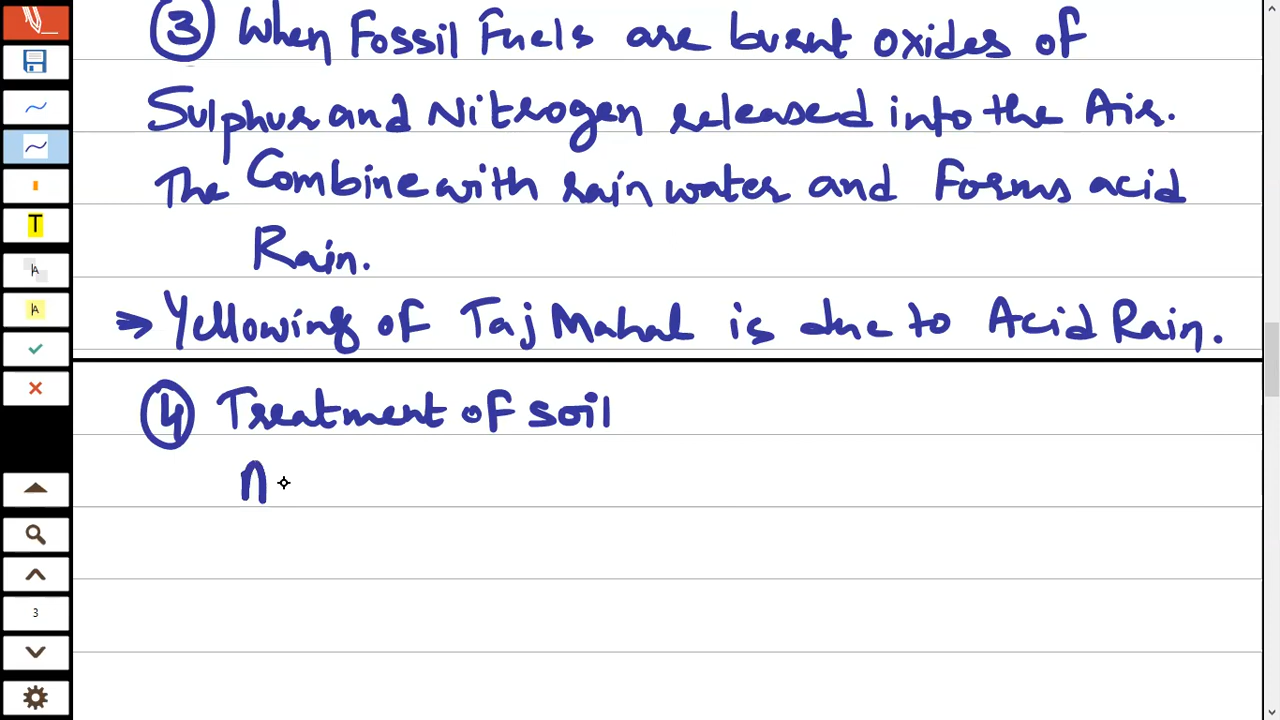 ③ When Fossil Fuels are burnt oxides of
Sulphur and Nitrogen released into the Air.
The Combine with rain water and Forms acid
Rain.
⇒ Yellowing of Taj Mahal is due to Acid Rain.
④ Treatment of soil
n
T
A
A
3